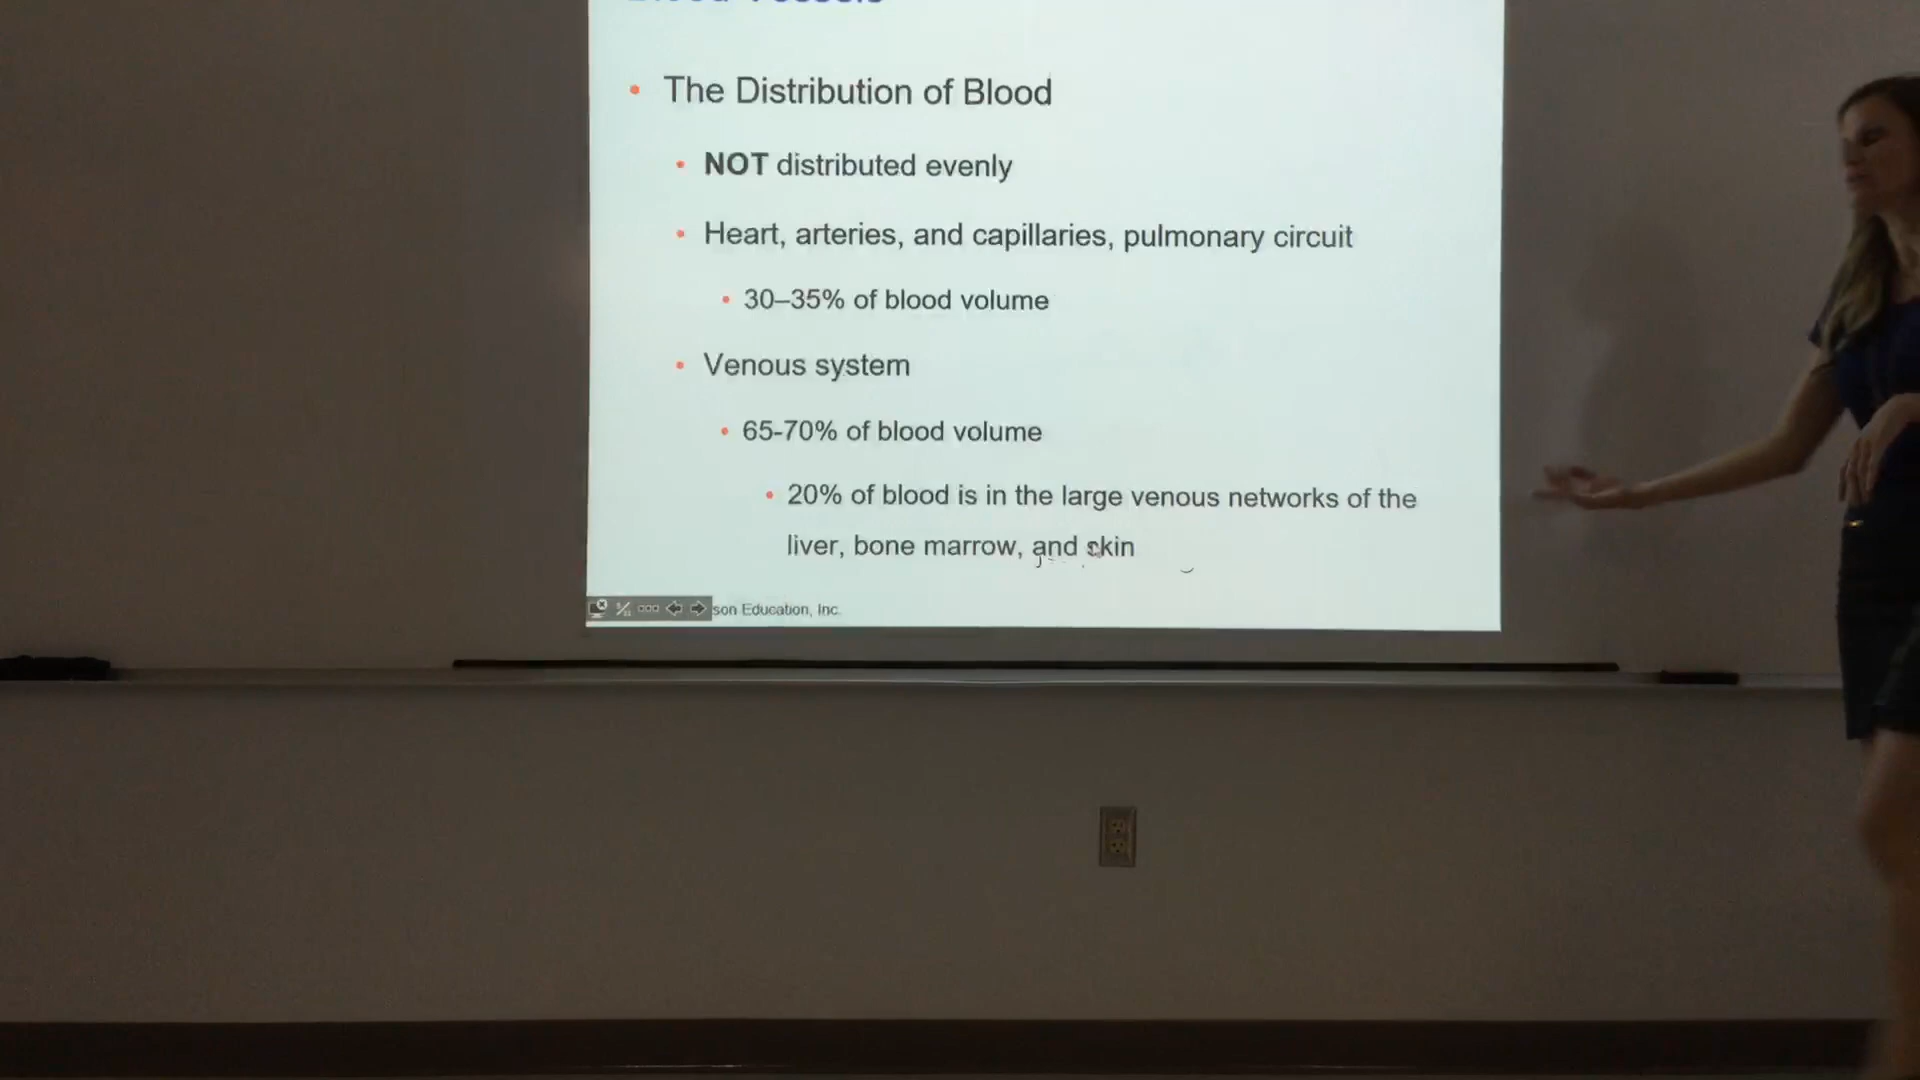 • The Distribution of Blood
• NOT distributed evenly
• Heart, arteries, and capillaries, pulmonary circuit
• 30–35% of blood volume
• Venous system
• 65-70% of blood volume
• 20% of blood is in the large venous networks of the
liver, bone marrow, and skin
son Education, Inc.